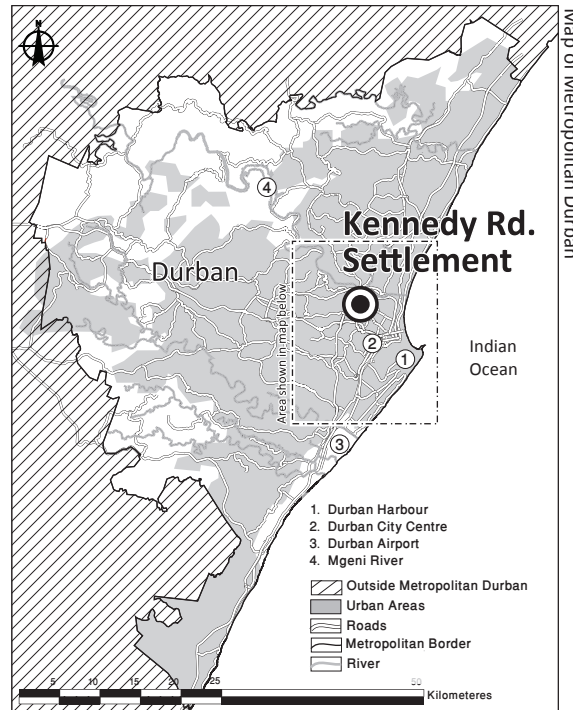 Map of Metropolitan Durban
N
4
Kennedy Rd.
Settlement
Durban
Area shown in map below
2
1
Indian
Ocean
3
1. Durban Harbour
2. Durban City Centre
3. Durban Airport
4. Mgeni River
Outside Metropolitan Durban
Urban Areas
Roads
Metropolitan Border
River
5 10 15 20 25 50
Kilometeres